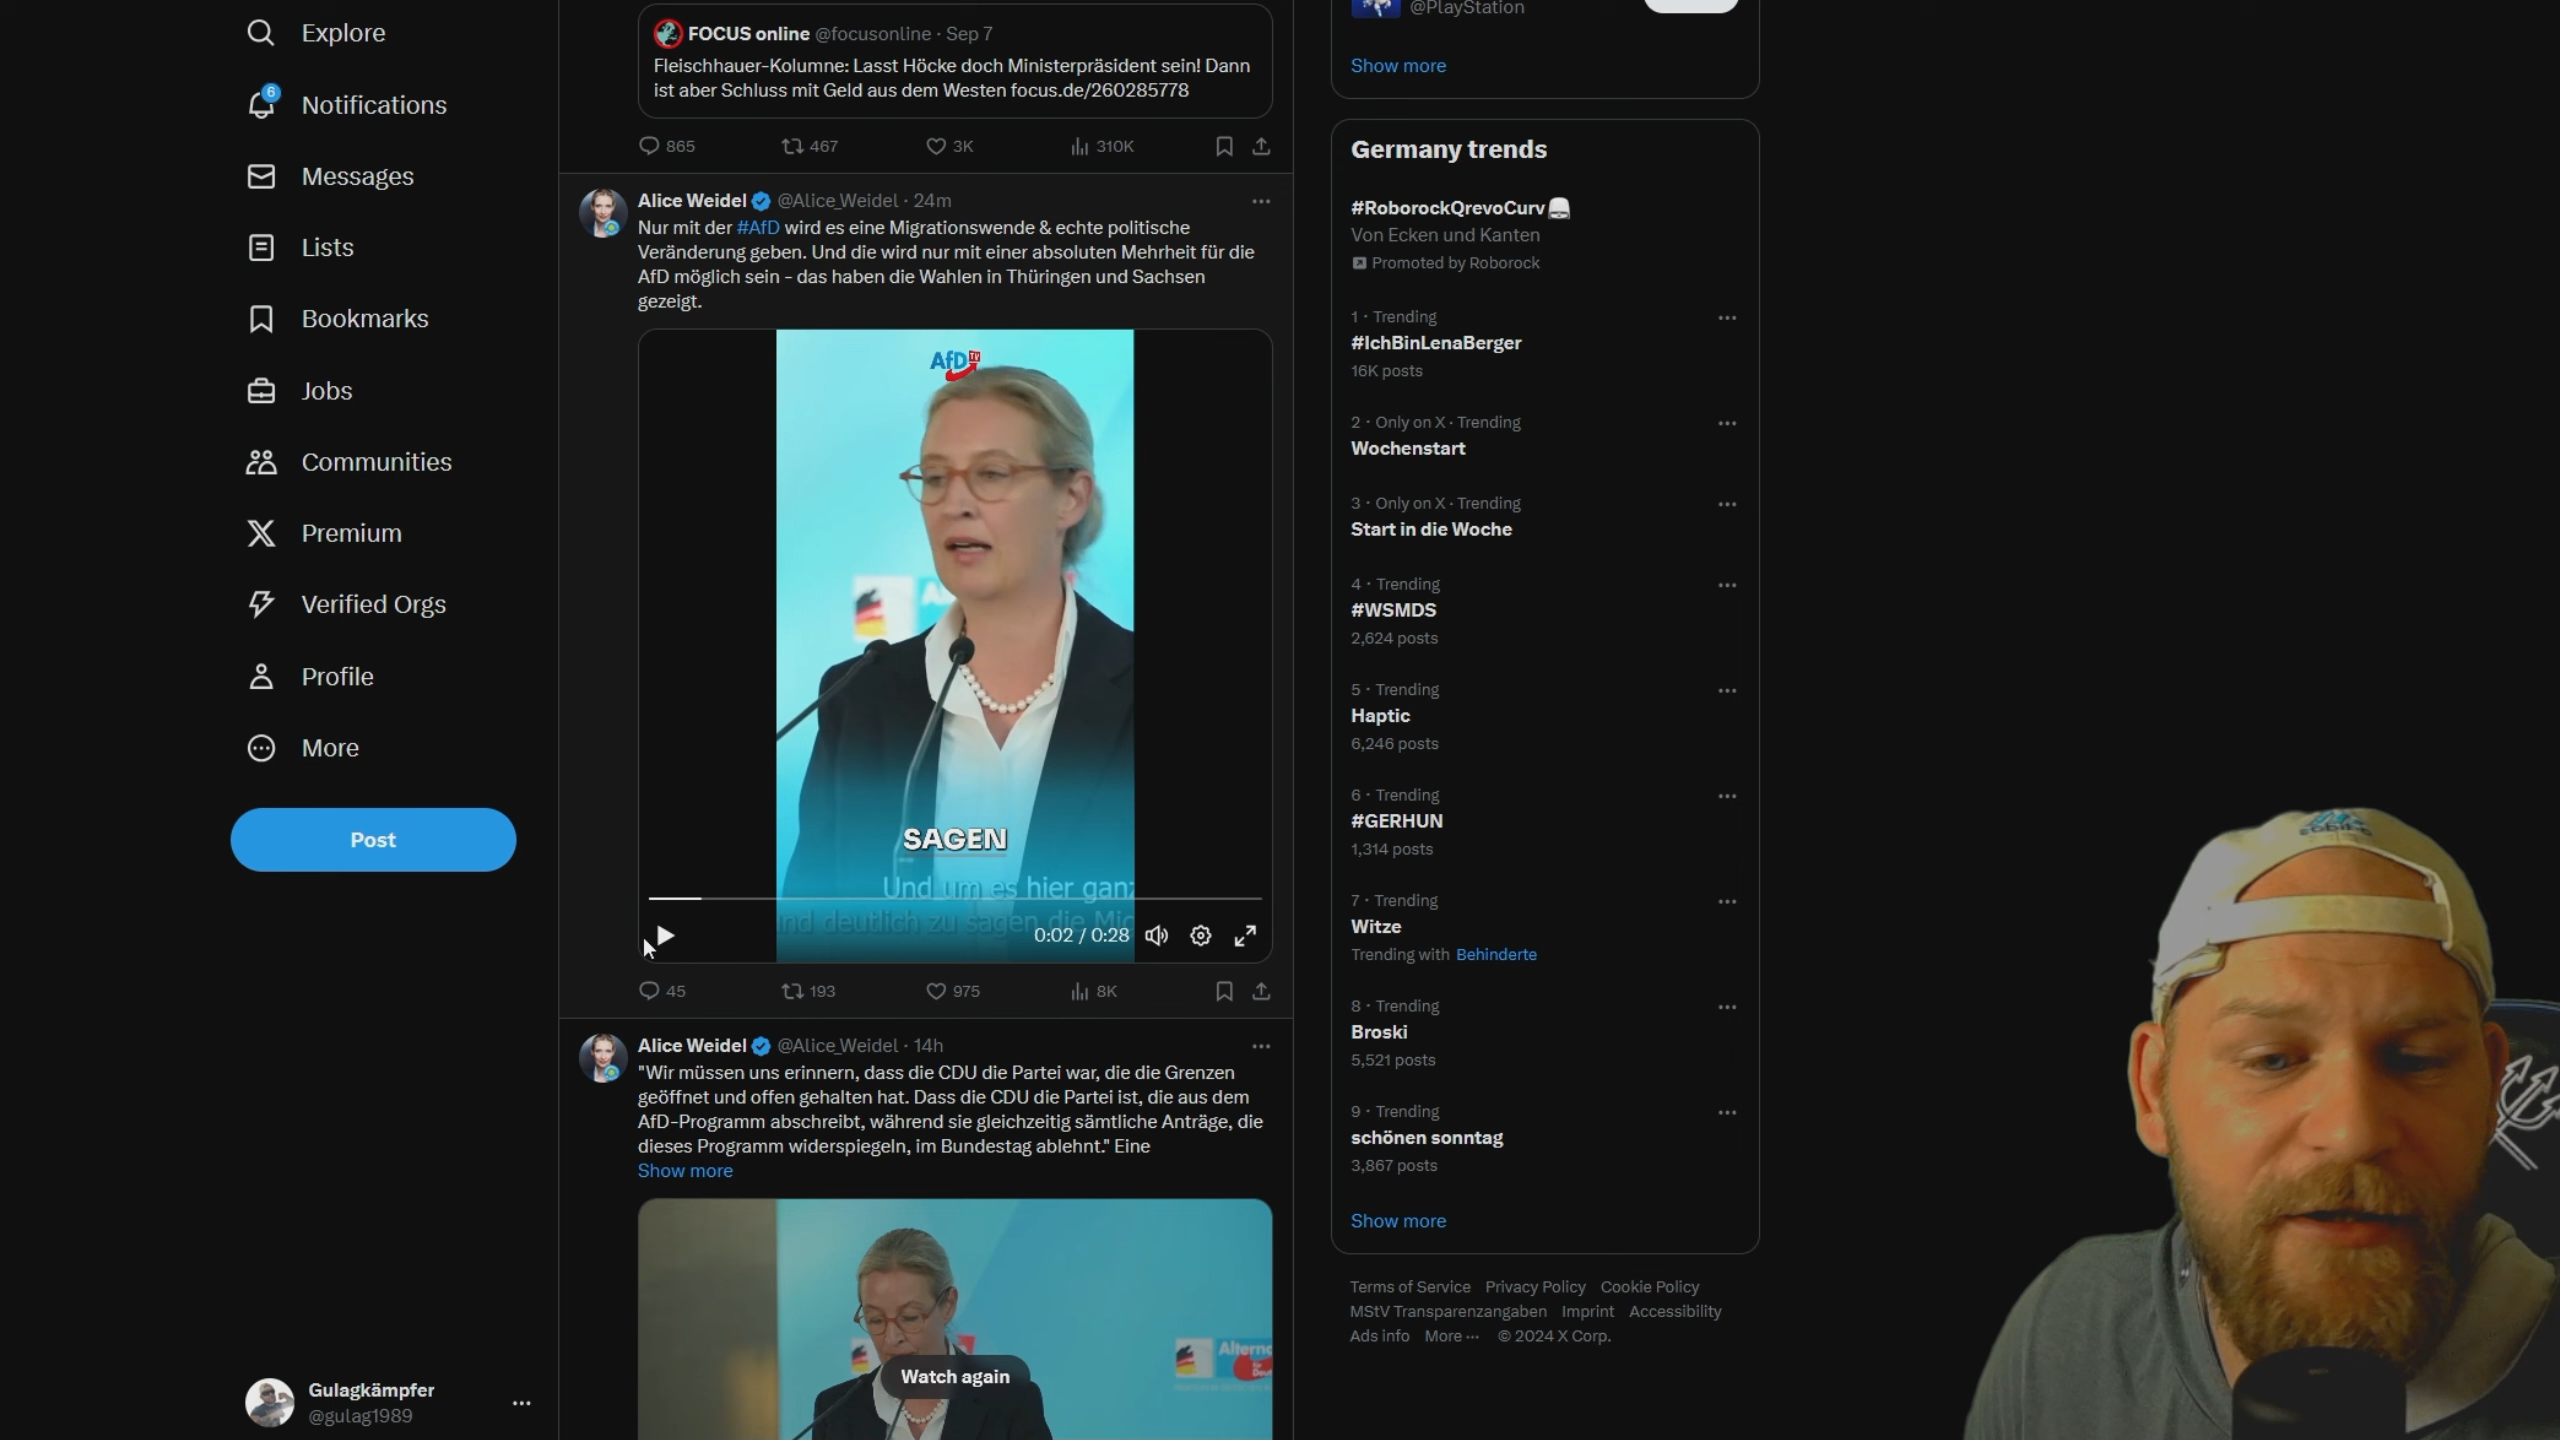 Explore
6
Notifications
Messages
Lists
Bookmarks
Jobs
Communities
Premium
Verified Orgs
Profile
More
Post
Gulagkämpfer
@gulag1989
FOCUS online @focusonline · Sep 7
Fleischhauer-Kolumne: Lasst Höcke doch Ministerpräsident sein! Dann
ist aber Schluss mit Geld aus dem Westen focus.de/260285778
865 467 3K 310K
Alice Weidel @Alice_Weidel · 24m
Nur mit der #AfD wird es eine Migrationswende & echte politische
Veränderung geben. Und die wird nur mit einer absoluten Mehrheit für die
AfD möglich sein - das haben die Wahlen in Thüringen und Sachsen
gezeigt.
AfD TV
SAGEN
Und um es hier ganz
und deutlich zu sagen die
0:02 / 0:28
45 193 975 8K
Alice Weidel @Alice_Weidel · 14h
"Wir müssen uns erinnern, dass die CDU die Partei war, die die Grenzen
geöffnet und offen gehalten hat. Dass die CDU die Partei ist, die aus dem
AfD-Programm abschreibt, während sie gleichzeitig sämtliche Anträge, die
dieses Programm widerspiegeln, im Bundestag ablehnt." Eine
Show more
Watch again
@PlayStation
Show more
Germany trends
#RoborockQrevoCurv
Von Ecken und Kanten
Promoted by Roborock
1 · Trending
#IchBinLenaBerger
16K posts
2 · Only on X · Trending
Wochenstart
3 · Only on X · Trending
Start in die Woche
4 · Trending
#WSMDS
2,624 posts
5 · Trending
Haptic
6,246 posts
6 · Trending
#GERHUN
1,314 posts
7 · Trending
Witze
Trending with Behinderte
8 · Trending
Broski
5,521 posts
9 · Trending
schönen sonntag
3,867 posts
Show more
Terms of Service Privacy Policy Cookie Policy
MStV Transparenzangaben Imprint Accessibility
Ads info More ··· © 2024 X Corp.